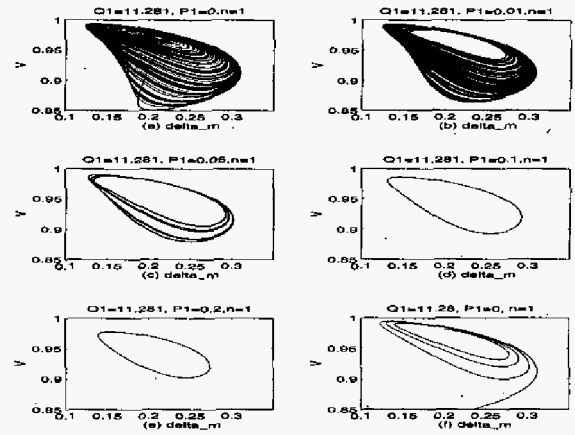 Q1=11.281, P1=0,n=1
Q1=11.281, P1=0.01,n=1
0.95
0.9
0.85
V
0.1 0.15 0.2 0.25 0.3
(a) delta_m
0.95
0.9
0.85
V
0.1 0.15 0.2 0.25 0.3
(b) delta_m
Q1=11.281, P1=0.05,n=1
Q1=11.281, P1=0.1,n=1
0.95
0.9
0.85
V
0.1 0.15 0.2 0.25 0.3
(c) delta_m
0.95
0.9
0.85
V
0.1 0.15 0.2 0.25 0.3
(d) delta_m
Q1=11.281, P1=0.2,n=1
Q1=11.28, P1=0, n=1
1
0.95
0.9
0.85
V
0.1 0.15 0.2 0.25 0.3
(e) delta_m
1
0.95
0.9
0.85
V
0.1 0.15 0.2 0.25 0.3
(f) delta_m